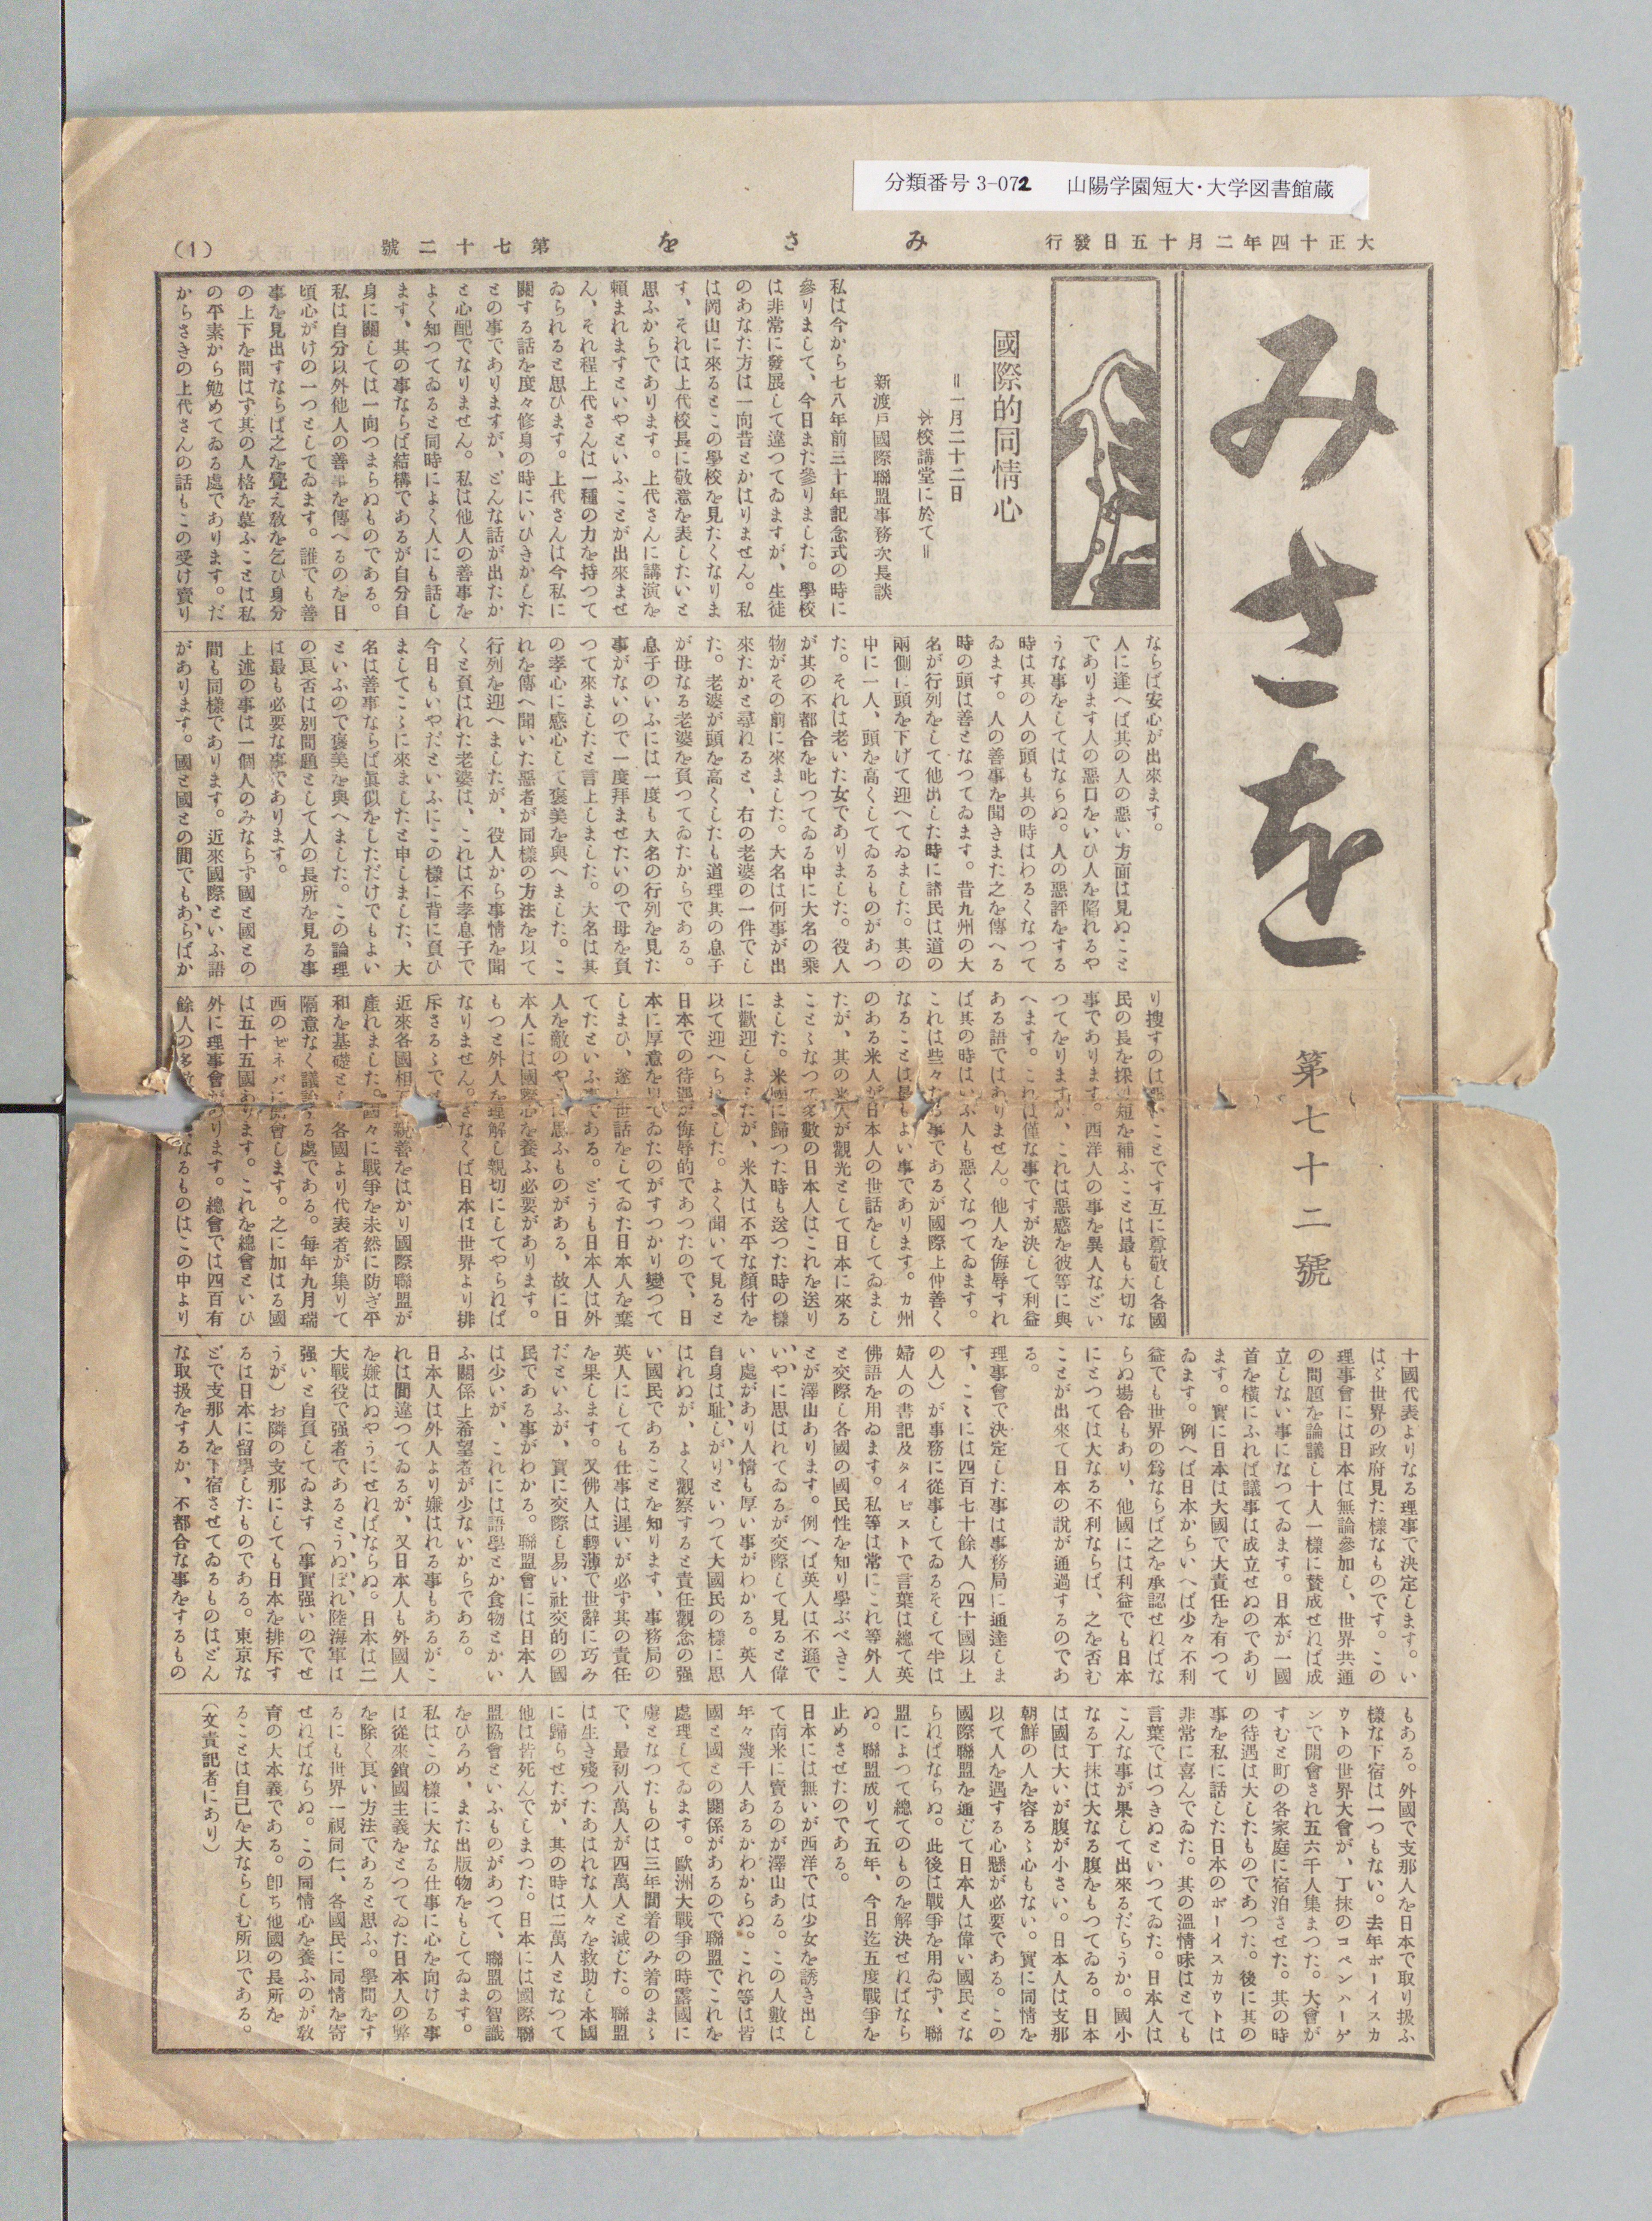 分類番号 3-072 山陽学園短大・大学図書館蔵
大正十四年二月十五日發行
みさを
第七十二號
(1)
みさを
第七十二號
國際的同情心
=一月二十二日
本校講堂に於て=
新渡戸國際聯盟事務次長談
私は今から七八年前三十年記念式の時に
參りまして、今日また參りました。學校
は非常に發展して違つてゐますが、生徒
のあなた方は一向昔とかはりません。私
は岡山に來るとこの學校を見たくなりま
す、それは上代校長に敬意を表したいと
思ふからであります。上代さんに講演を
頼まれますといやといふことが出來ませ
ん、それ程上代さんは一種の力を持つて
ゐられると思ひます。上代さんは今私に
關する話を度々修身の時にいひきかした
との事でありますが、どんな話が出たか
と心配でなりません。私は他人の善事を
よく知つてゐると同時によく人にも話し
ます、其の事ならば結構であるが自分自
身に關しては一向つまらぬものである。
私は自分以外他人の善事を傳へるのを日
頃心がけの一つとしてゐます。誰でも善
事を見出すならば之を覺え敎を乞ひ身分
の上下を問はず其の人格を慕ふことは私
の平素から勉めてゐる處であります。だ
からさきの上代さんの話もこの受け賣り
ならば安心が出來ます。
人に逢へば其の人の惡い方面は見ぬこと
であります人の惡口をいひ人を陷れるや
うな事をしてはならぬ。人の惡評をする
時は其の人の頭も其の時はわるくなつて
ゐます。人の善事を聞きまた之を傳へる
時の頭は善となつてゐます。昔九州の大
名が行列をして他出した時に諸民は道の
兩側に頭を下げて迎へてゐました。其の
中に一人、頭を高くしてゐるものがあつ
た。それは老いた女でありました。役人
が其の不都合を叱つてゐる中に大名の乘
物がその前に來ました。大名は何事が出
來たかと尋ねると、右の老婆の一件でし
た。老婆が頭を高くしたも道理其の息子
が母なる老婆を負つてゐたからである。
息子のいふには一度も大名の行列を見た
事がないので一度拜ませたいので母を負
つて來ましたと言上しました。大名は其
の孝心に感心して褒美を與へました。こ
れを傳へ聞いた惡者が同樣の方法を以て
行列を迎へましたが、役人から事情を聞
くと負はれた老婆は、これは不孝息子で
今日もいやだといふにこの樣に背に負ひ
ましてこゝに來ましたと申しました、大
名は善事ならば眞似をしただけでもよい
といふので褒美を與へました。この論理
の良否は別問題として人の長所を見る事
は最も必要な事であります。
上述の事は一個人のみならず國と國との
間も同樣であります。近來國際といふ語
があります。國と國との間でもあらばか
り搜すのは惡いことです互に尊敬し各國
民の長を採り短を補ふことは最も大切な
事であります。西洋人の事を異人などい
つてをりますが、これは惡感を彼等に與
へます。これは僅な事ですが決して利益
ある語ではありません。他人を侮辱すれ
ば其の時はいふ人も惡くなつてゐます。
これは些々たる事であるが國際上仲善く
なることは最もよい事であります。カ州
のある米人が日本人の世話をしてゐまし
たが、其の米人が觀光として日本に來る
ことゝなつて多數の日本人はこれを送り
ました。米國に歸つた時も送つた時の樣
に歡迎しましたが、米人は不平な顏付を
以て迎へられました。よく聞いて見ると
日本での待遇が侮辱的であつたので、日
本に厚意を見てゐたのがすつかり變つて
しまひ、遂に世話をしてゐた日本人を棄
てたといふ事である。どうも日本人は外
人を敵のやうに思ふものがある、故に日
本人には國際心を養ふ必要があります。
もつと外人を理解し親切にしてやらねば
なりません。さなくば日本は世界より排
斥さるゝで
近來各國相互親善をはかり國際聯盟が
產れました。國々に戰爭を未然に防ぎ平
和を基礎とし各國より代表者が集りて
隔意なく議論する處である。每年九月瑞
西のゼネバに開會します。之に加はる國
は五十五國あります。これを總會といひ
外に理事會があります。總會では四百有
餘人の多數になるものはこの中より
十國代表よりなる理事で決定します。い
はゞ世界の政府見た樣なものです。この
理事會には日本は無論參加し、世界共通
の問題を論議し十人一樣に贊成せねば成
立しない事になつてゐます。日本が一國
首を橫にふれば議事は成立せぬのであり
ます。實に日本は大國で大責任を有つて
ゐます。例へば日本からいへば少々不利
益でも世界の爲ならば之を承認せねばな
らぬ場合もあり、他國には利益でも日本
にとつては大なる不利ならば、之を否む
ことが出來て日本の說が通過するのであ
る。
理事會で決定した事は事務局に通達しま
す、こゝには四百七十餘人（四十國以上
の人）が事務に從事してゐるそして半は
婦人の書記及タイピストで言葉は總て英
佛語を用ゐます。私等は常にこれ等外人
と交際し各國の國民性を知り學ぶべきこ
とが澤山あります。例へば英人は不遜で
いやに思はれてゐるが交際して見ると偉
い處があり人情も厚い事がわかる。英人
自身は恥しがりといつて大國民の樣に思
はれぬが、よく觀察すると責任觀念の强
い國民であることを知ります、事務局の
英人にしても仕事は遲いが必ず其の責任
を果します。又佛人は輕薄で世辭に巧み
だといふが、實に交際し易い社交的の國
民である事がわかる。聯盟會には日本人
は少いが、これには語學とか食物とかい
ふ關係上希望者が少ないからである。
日本人は外人より嫌はれる事もあるがこ
れは間違つてゐるが、又日本人も外國人
を嫌はぬやうにせねばならぬ。日本は二
大戰役で强者であるとうぬぼれ陸海軍は
强いと自負してゐます（事實强いのでせ
うが）お隣の支那にしても日本を排斥す
るは日本に留學したものである。東京な
どで支那人を下宿させてゐるものはどん
な取扱をするか、不都合な事をするもの
もある。外國で支那人を日本で取り扱ふ
樣な下宿は一つもない。去年ボーイスカ
ウトの世界大會が、丁抹のコペンハーゲ
ンで開會され五六千人集まつた。大會が
すむと町の各家庭に宿泊させた。其の時
の待遇は大したものであつた。後に其の
事を私に話した日本のボーイスカウトは
非常に喜んでゐた。其の溫情味はとても
言葉ではつきぬといつてゐた。日本人は
こんな事が果して出來るだらうか。國小
なる丁抹は大なる腹をもつてゐる。日本
は國は大いが腹が小さい。日本人は支那
朝鮮の人を容るゝ心もない。實に同情を
以て人を遇する心懸が必要である。この
國際聯盟を通じて日本人は偉い國民とな
らねばならぬ。此後は戰爭を用ゐず、聯
盟によつて總てのものを解決せねばなら
ぬ。聯盟成りて五年、今日迄五度戰爭を
止めさせたのである。
日本には無いが西洋では少女を誘き出し
て南米に賣るのが澤山ある。この人數は
年々幾千人あるかわからぬ。これ等は皆
國と國との關係があるので聯盟でこれを
處理してゐます。歐洲大戰爭の時露國に
虜となつたものは三年間着のみ着のまゝ
で、最初八萬人が四萬人と減じた。聯盟
は生き殘つたあはれな人々を救助し本國
に歸らせたが、其の時は二萬人となつて
他は皆死んでしまつた。日本には國際聯
盟協會といふものがあつて、聯盟の智識
をひろめ、また出版物をもしてゐます。
私はこの樣に大なる仕事に心を向ける事
は從來鎖國主義をとつてゐた日本人の弊
を除く良い方法であると思ふ。學問をす
るにも世界一視同仁、各國民に同情を寄
せねばならぬ。この同情心を養ふのが敎
育の大本義である。卽ち他國の長所を
ることは自己を大ならしむ所以である。
（文責記者にあり）